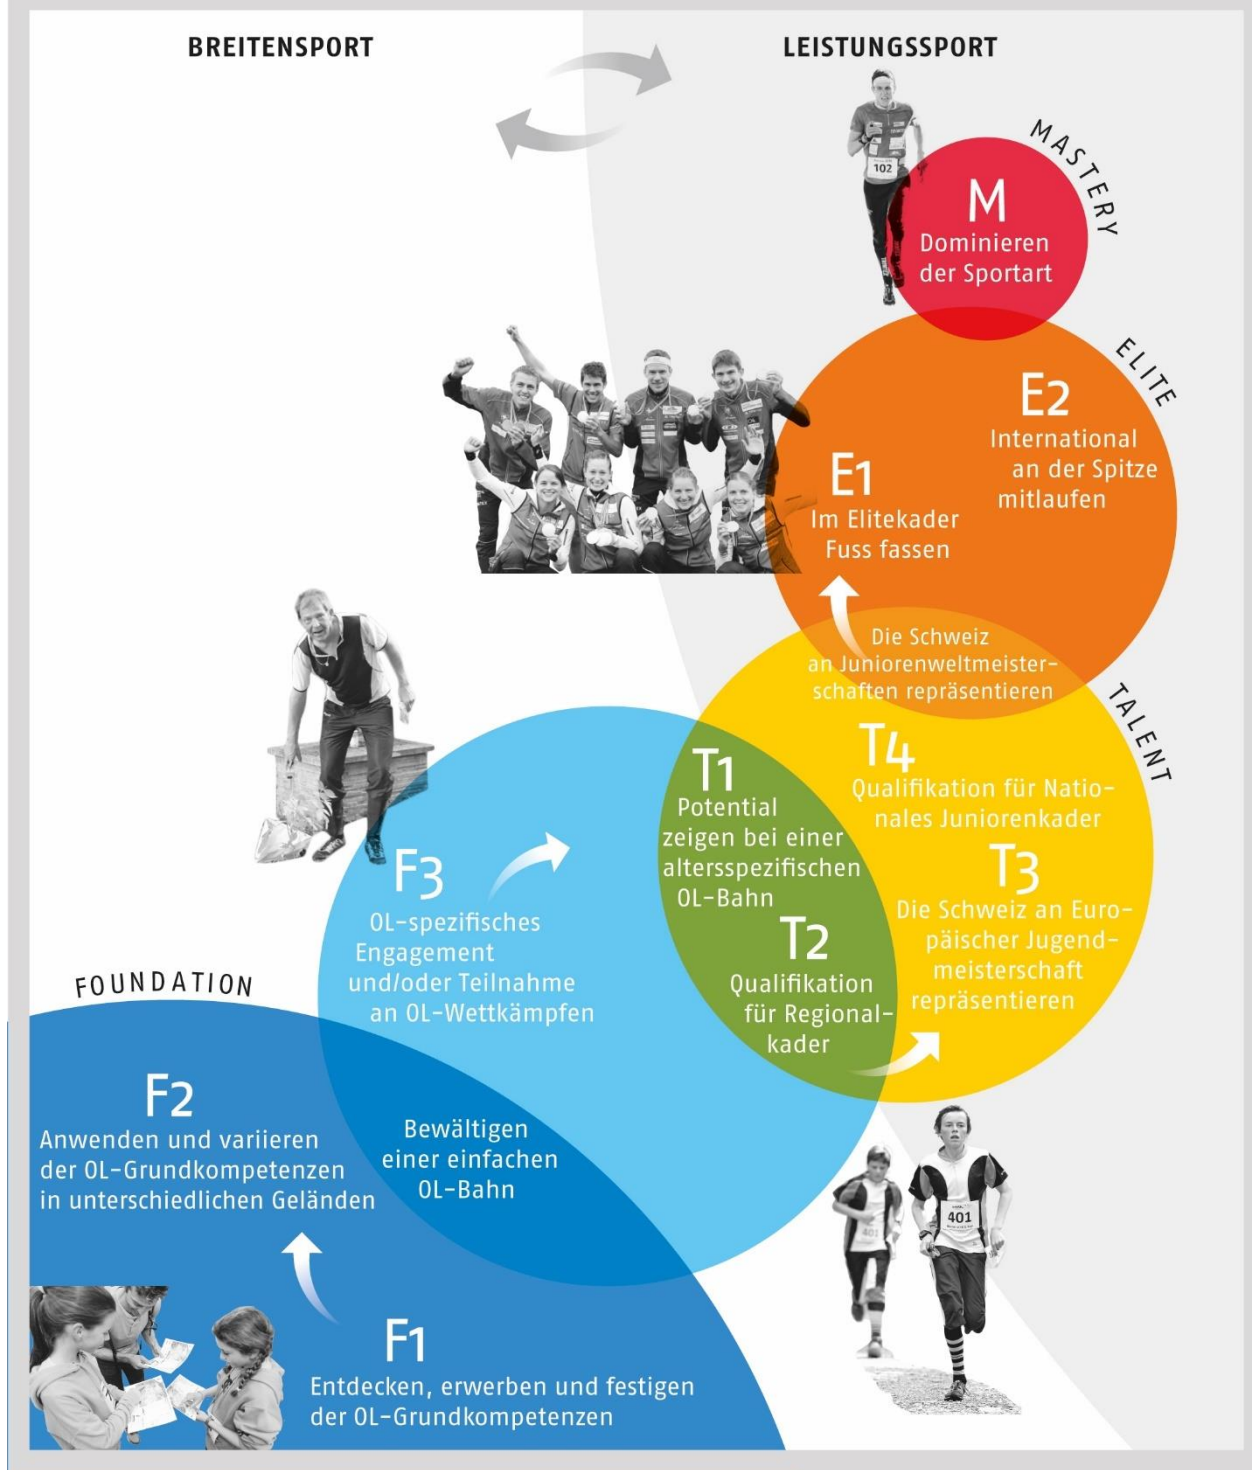 BREITENSPORT
LEISTUNGSSPORT
MASTERY
102
M
Dominieren
der Sportart
ELITE
E2
International
an der Spitze
mitlaufen
E1
Im Elitekader
Fuss fassen
Die Schweiz
an Juniorenweltmeister-
schaften repräsentieren
TALENT
T4
Qualifikation für Natio-
nales Juniorenkader
T1
Potential
zeigen bei einer
altersspezifischen
OL-Bahn
T3
Die Schweiz an Euro-
päischer Jugend-
meisterschaft
repräsentieren
T2
Qualifikation
für Regional-
kader
F3
OL-spezifisches
Engagement
und/oder Teilnahme
an OL-Wettkämpfen
FOUNDATION
F2
Anwenden und variieren
der OL-Grundkompetenzen
in unterschiedlichen Geländen
Bewältigen
einer einfachen
OL-Bahn
401
F1
Entdecken, erwerben und festigen
der OL-Grundkompetenzen